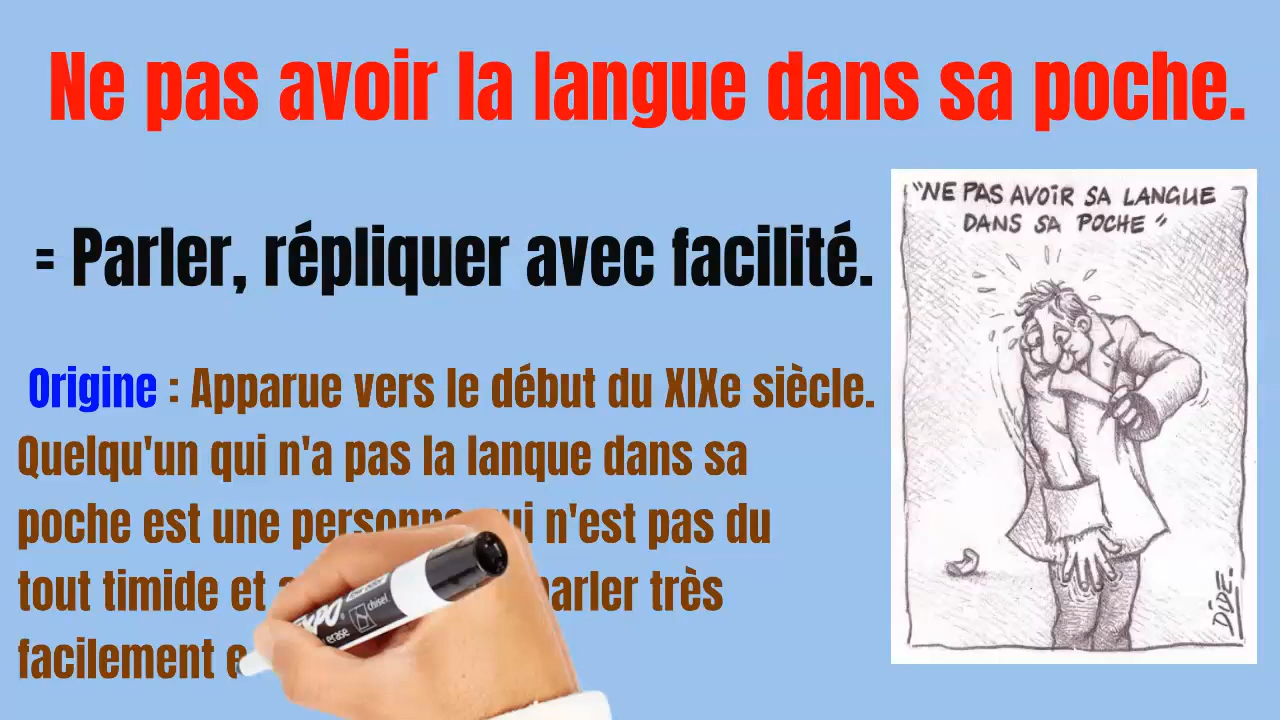 Ne pas avoir la langue dans sa poche.
= Parler, répliquer avec facilité.
"NE PAS AVOIR SA LANGUE
DANS SA POCHE"
Origine : Apparue vers le début du XIXe siècle.
Quelqu'un qui n'a pas la langue dans sa
poche est une personne qui n'est pas du
tout timide et parler très
facilement
EXPO
erase
chisel
DIDE.